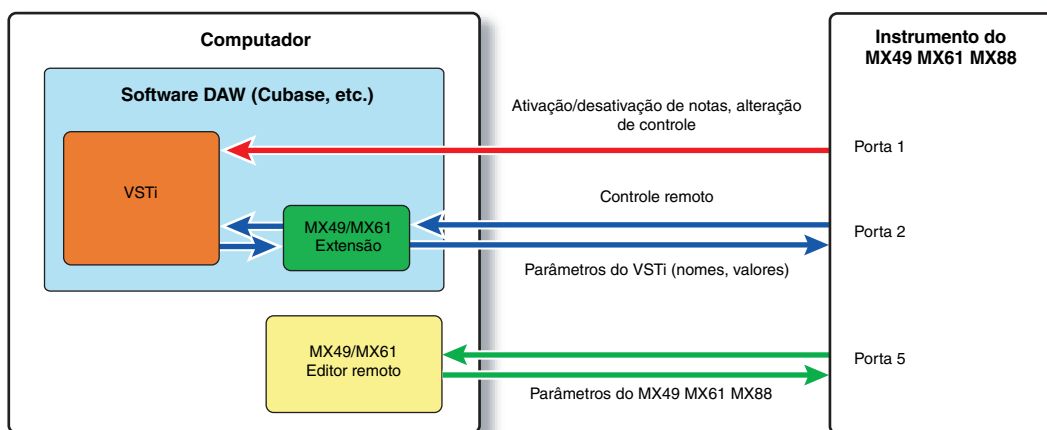 Computador
Instrumento do
MX49 MX61 MX88
Software DAW (Cubase, etc.)
Ativação/desativação de notas, alteração
de controle
Porta 1
VSTi
Controle remoto
MX49/MX61
Extensão
Porta 2
Parâmetros do VSTi (nomes, valores)
MX49/MX61
Editor remoto
Porta 5
Parâmetros do MX49 MX61 MX88